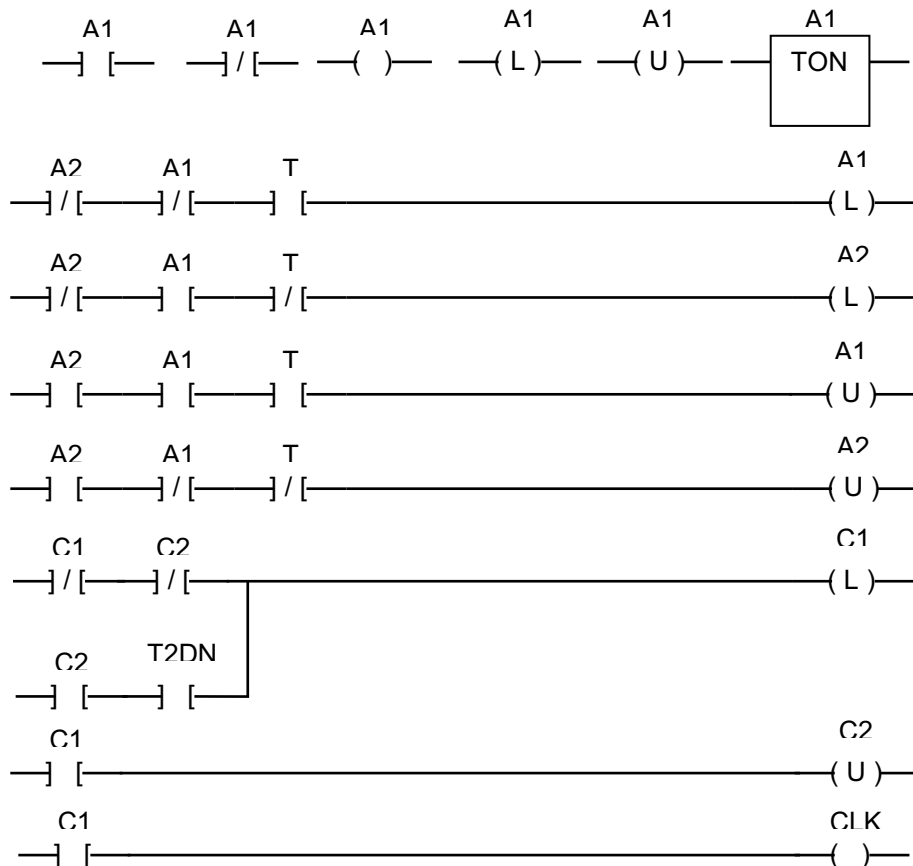 A1 A1 A1 A1 A1 A1
] [ ]/[ ( ) ( L ) ( U ) TON
A2 A1 T A1
]/[ ]/[ ] [ ( L )
A2 A1 T A2
]/[ ] [ ]/[ ( L )
A2 A1 T A1
] [ ] [ ] [ ( U )
A2 A1 T A2
] [ ]/[ ]/[ ( U )
C1 C2 C1
]/[ ]/[ ( L )
C2 T2DN
] [ ] [
C1 C2
] [ ( U )
C1 CLK
] [ ( )